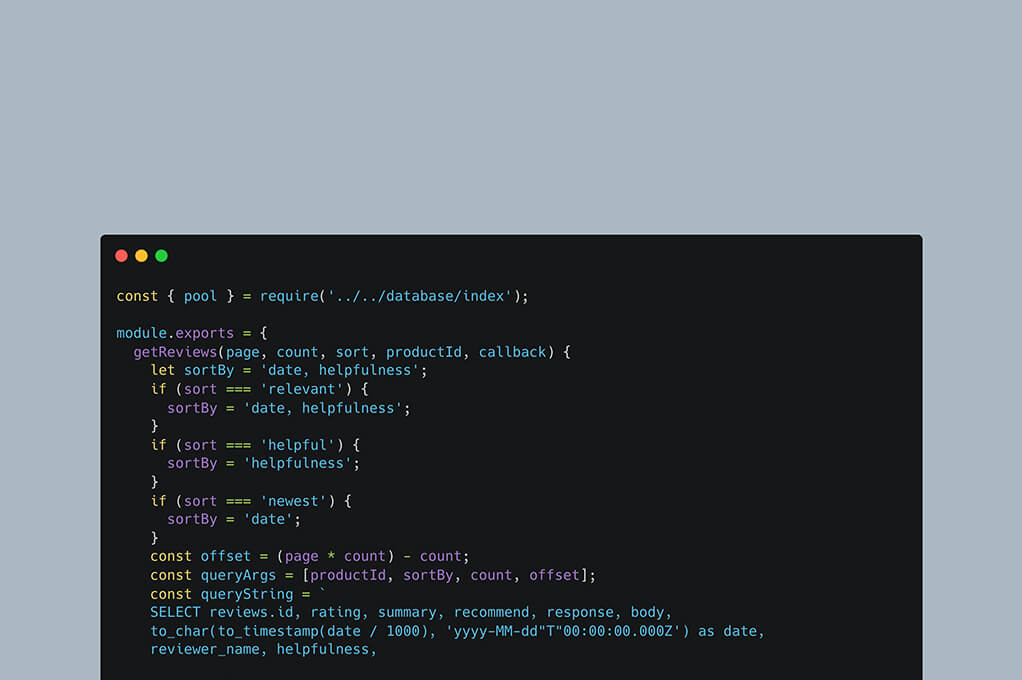 const { pool } = require('../../database/index');
module.exports = {
getReviews(page, count, sort, productId, callback) {
let sortBy = 'date, helpfulness';
if (sort === 'relevant') {
sortBy = 'date, helpfulness';
}
if (sort === 'helpful') {
sortBy = 'helpfulness';
}
if (sort === 'newest') {
sortBy = 'date';
}
const offset = (page * count) - count;
const queryArgs = [productId, sortBy, count, offset];
const queryString = `
SELECT reviews.id, rating, summary, recommend, response, body,
to_char(to_timestamp(date / 1000), 'yyyy-MM-dd"T"00:00:00.000Z') as date,
reviewer_name, helpfulness,